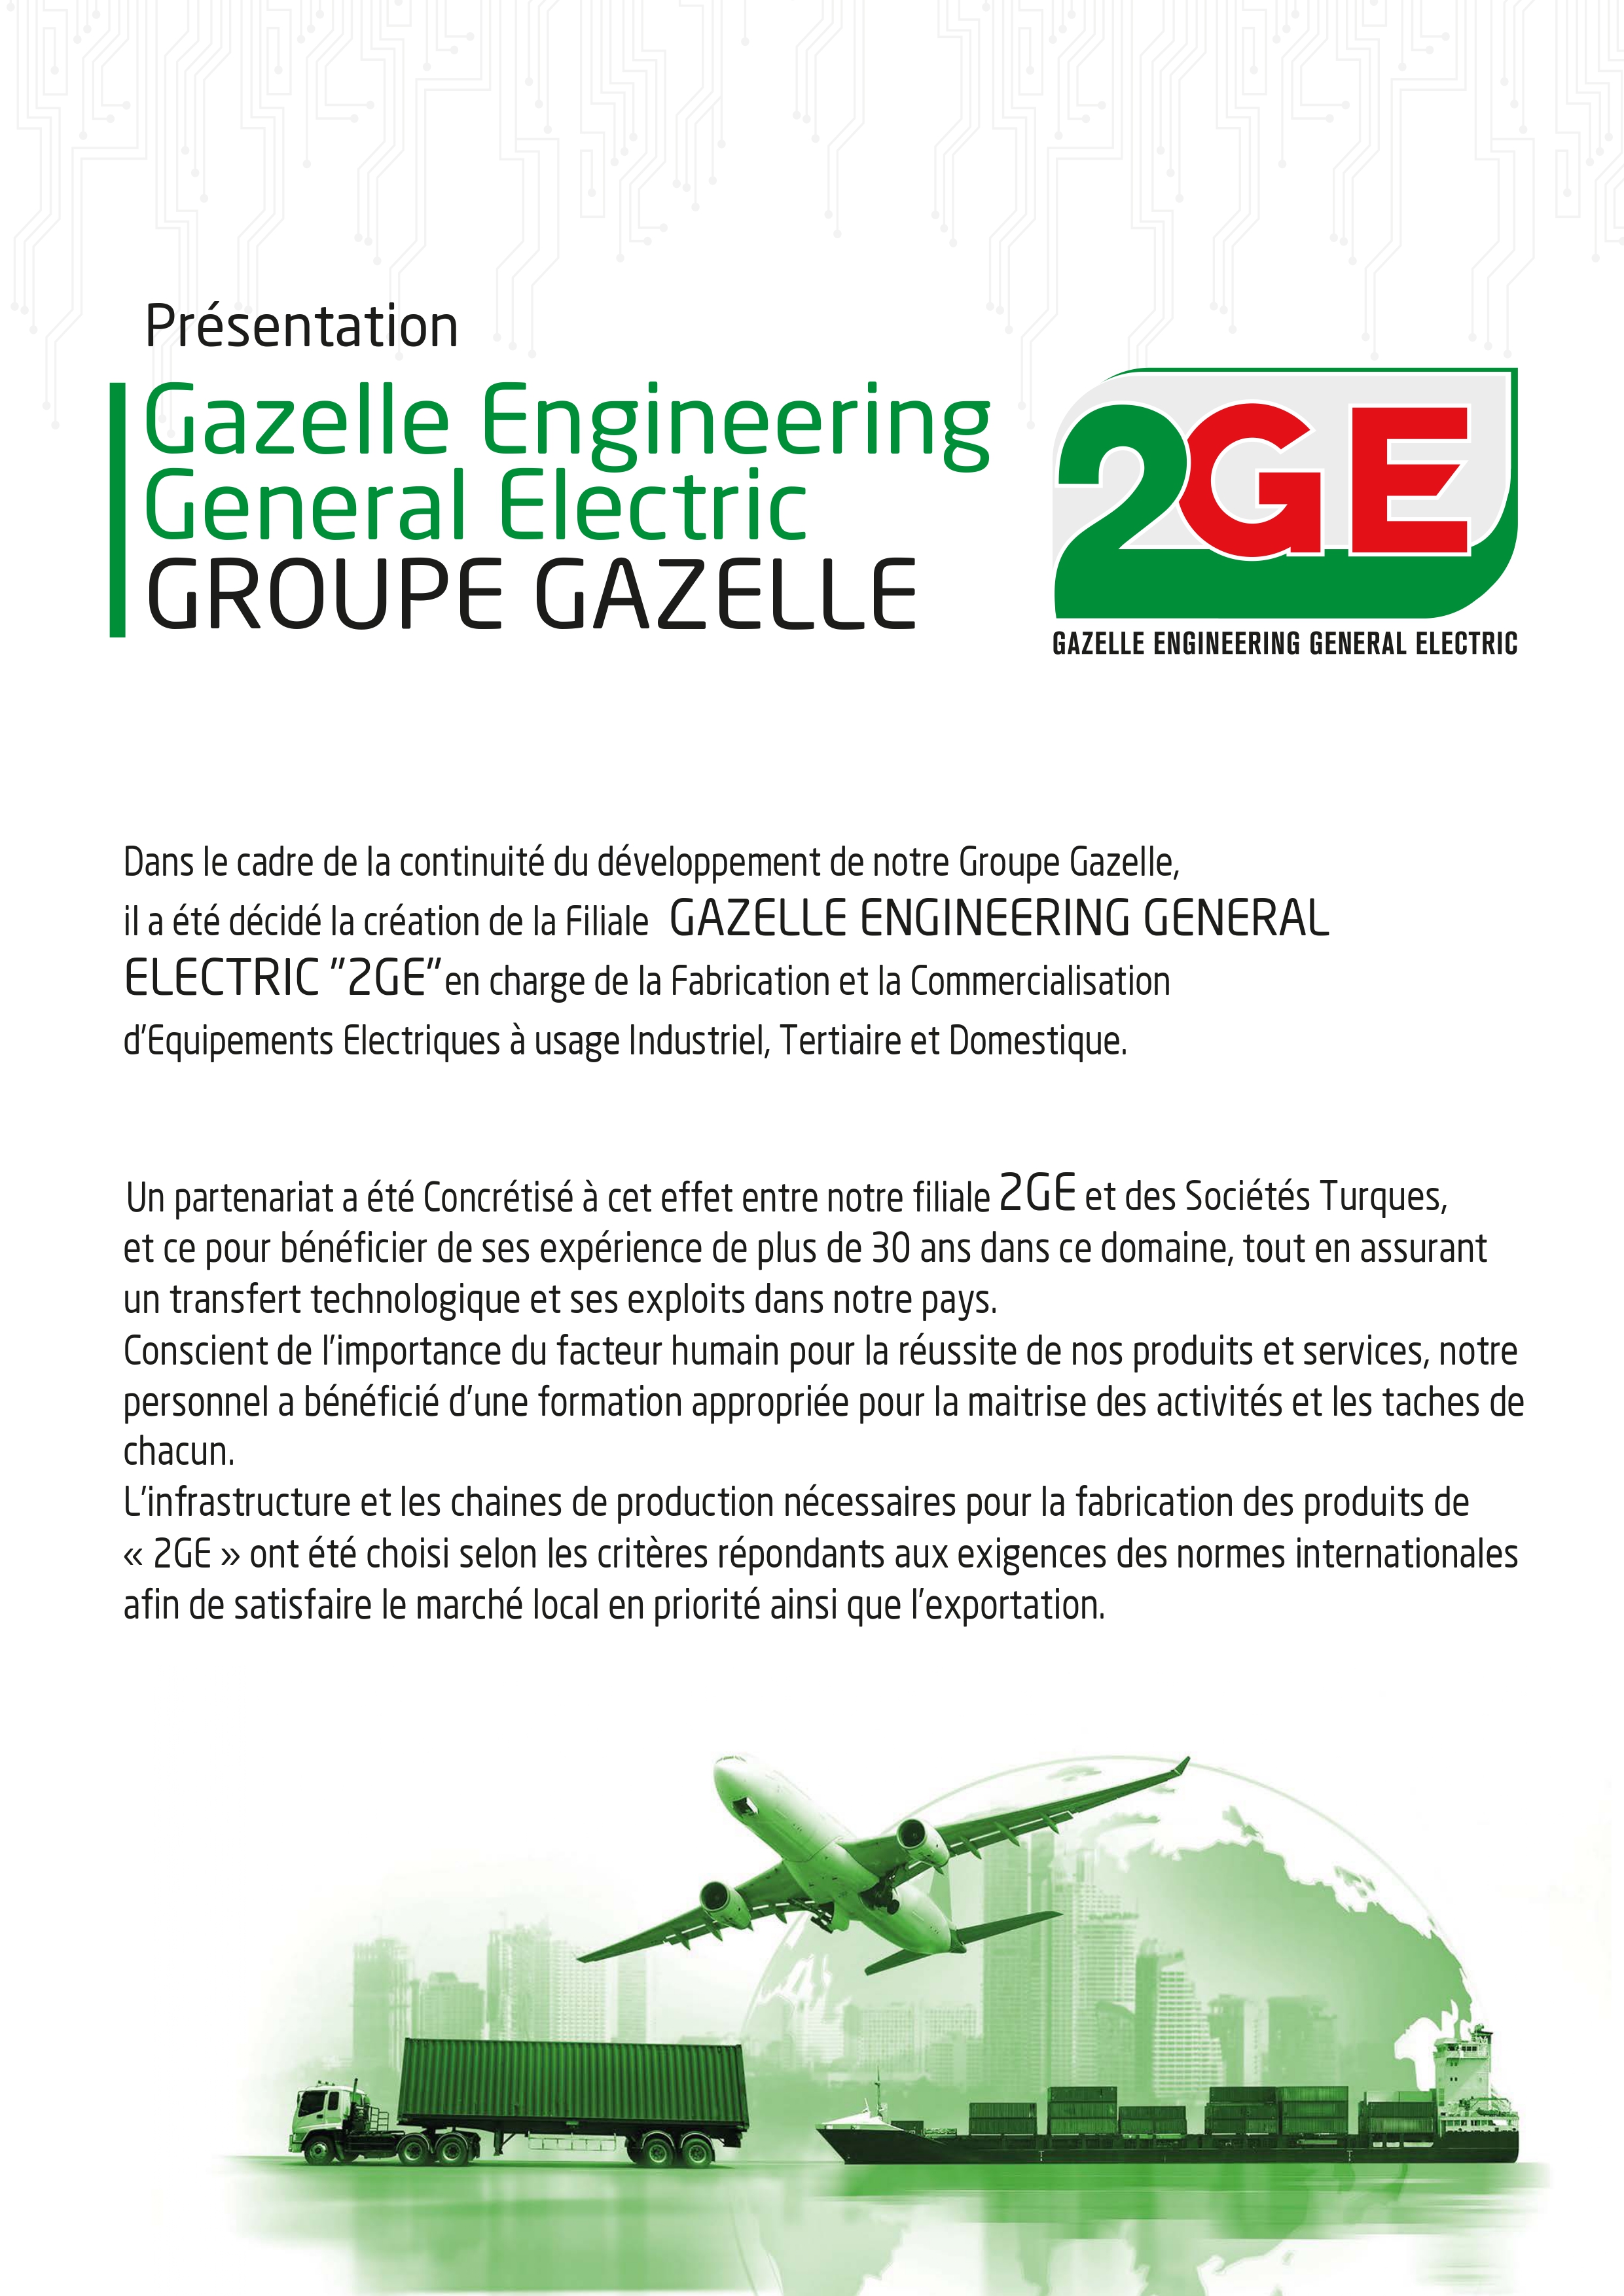 Présentation
Gazelle Engineering
General Electric
GROUPE GAZELLE
2GE
GAZELLE ENGINEERING GENERAL ELECTRIC
Dans le cadre de la continuité du développement de notre Groupe Gazelle,
il a été décidé la création de la Filiale GAZELLE ENGINEERING GENERAL
ELECTRIC "2GE" en charge de la Fabrication et la Commercialisation
d'Equipements Electriques à usage Industriel, Tertiaire et Domestique.
Un partenariat a été Concrétisé à cet effet entre notre filiale 2GE et des Sociétés Turques,
et ce pour bénéficier de ses expérience de plus de 30 ans dans ce domaine, tout en assurant
un transfert technologique et ses exploits dans notre pays.
Conscient de l'importance du facteur humain pour la réussite de nos produits et services, notre
personnel a bénéficié d'une formation appropriée pour la maitrise des activités et les taches de
chacun.
L'infrastructure et les chaines de production nécessaires pour la fabrication des produits de
« 2GE » ont été choisi selon les critères répondants aux exigences des normes internationales
afin de satisfaire le marché local en priorité ainsi que l'exportation.